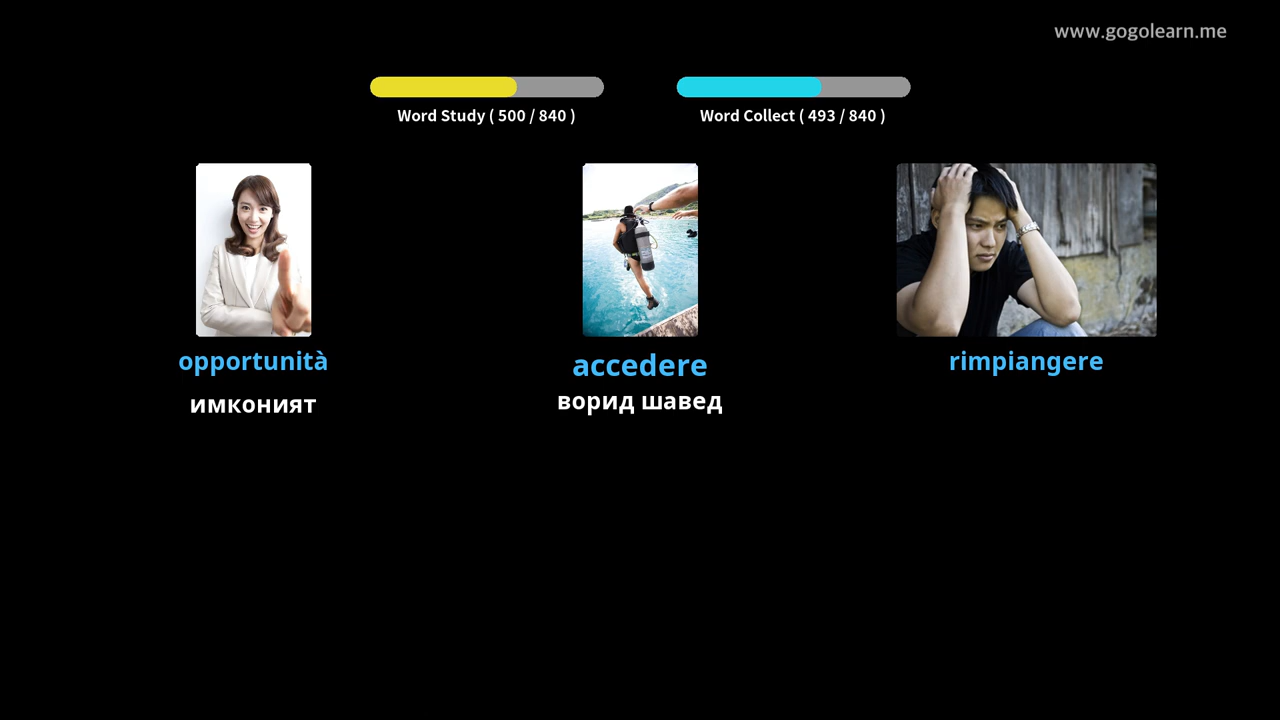 www.gogolearn.me
Word Study ( 500 / 840 )
Word Collect ( 493 / 840 )
opportunità
имконият
accedere
ворид шавед
rimpiangere